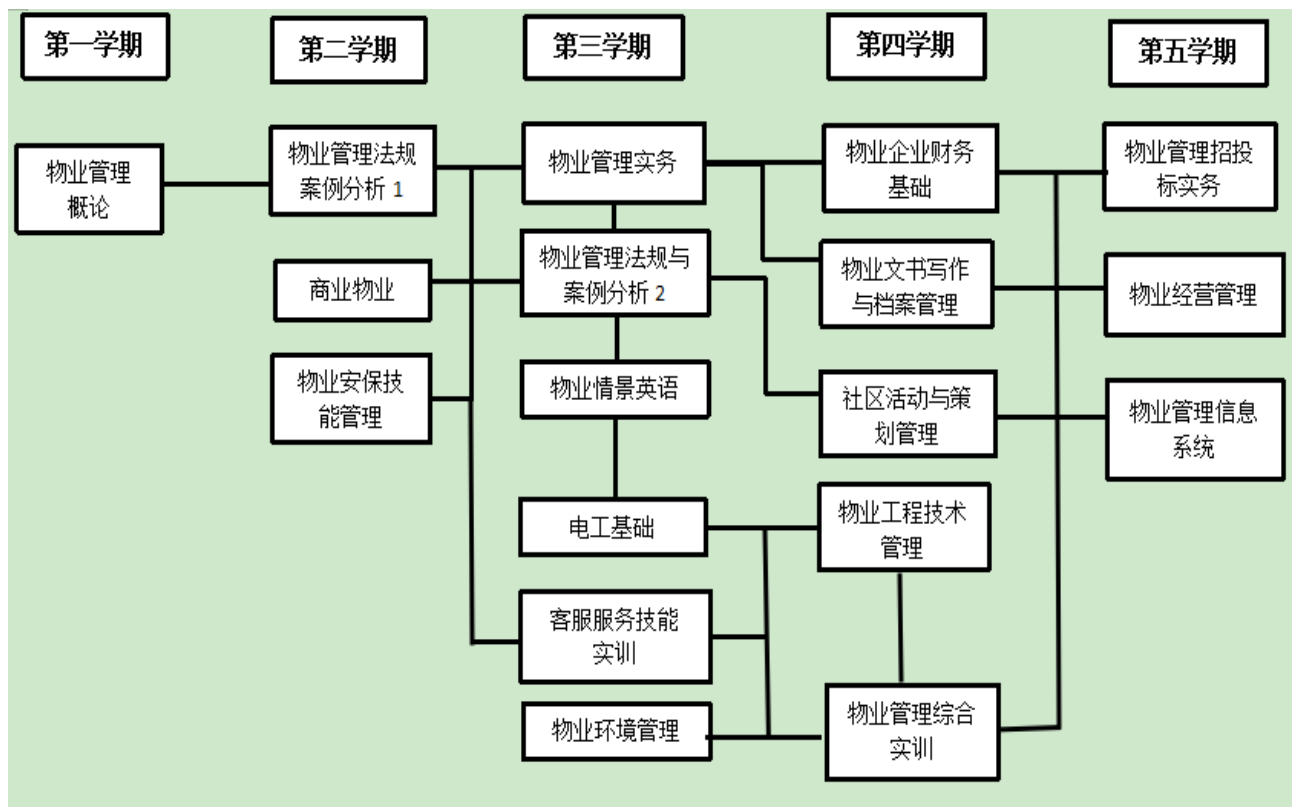 第一学期
第二学期
第三学期
第四学期
第五学期
物业管理
概论
物业管理法规
案例分析 1
商业物业
物业安保技
能管理
物业管理实务
物业管理法规与
案例分析 2
物业情景英语
电工基础
客服服务技能
实训
物业环境管理
物业企业财务
基础
物业文书写作
与档案管理
社区活动与策
划管理
物业工程技术
管理
物业管理综合
实训
物业管理招投
标实务
物业经营管理
物业管理信息
系统